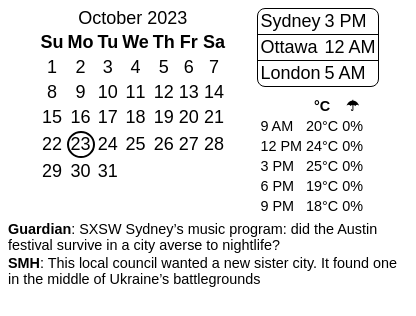 October 2023
Su Mo Tu We Th Fr Sa
1 2 3 4 5 6 7
8 9 10 11 12 13 14
15 16 17 18 19 20 21
22 23 24 25 26 27 28
29 30 31
Sydney 3 PM
Ottawa 12 AM
London 5 AM
°C ☂
9 AM 20°C 0%
12 PM 24°C 0%
3 PM 25°C 0%
6 PM 19°C 0%
9 PM 18°C 0%
Guardian: SXSW Sydney’s music program: did the Austin
festival survive in a city averse to nightlife?
SMH: This local council wanted a new sister city. It found one
in the middle of Ukraine’s battlegrounds